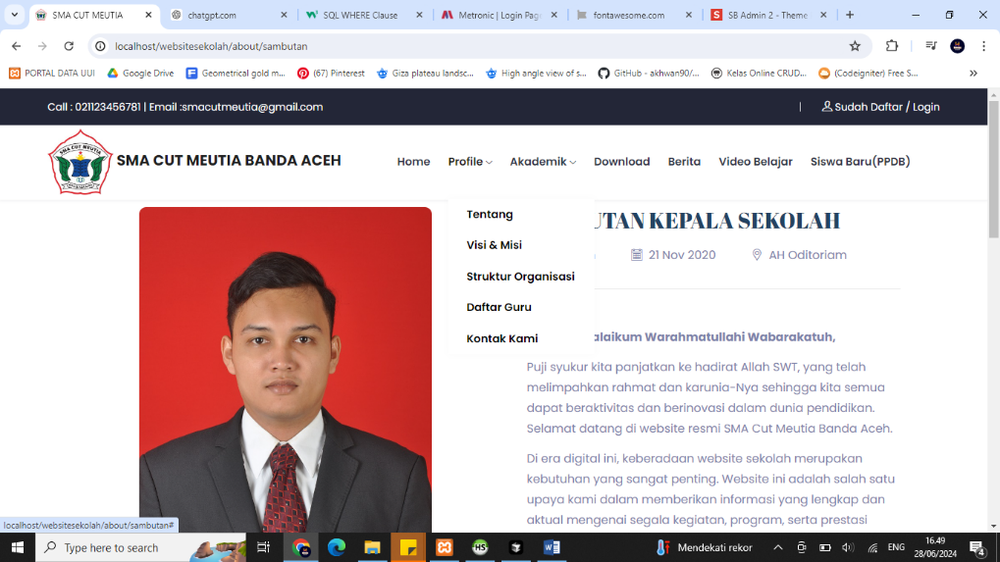 SMA CUT MEUTIA
chatgpt.com
SQL WHERE Clause
Metronic | Login Page
fontawesome.com
SB Admin 2 - Theme
localhost/websitesekolah/about/sambutan
PORTAL DATA UUI
Google Drive
Geometrical gold m...
(67) Pinterest
Giza plateau landsc...
High angle view of s...
GitHub - akhwan90/...
Kelas Online CRUD...
(Codeigniter) Free S...
Call : 021123456781 | Email :smacutmeutia@gmail.com
| Sudah Daftar / Login
SMA CUT MEUTIA
SMA CUT MEUTIA BANDA ACEH
Home
Profile
Akademik
Download
Berita
Video Belajar
Siswa Baru(PPDB)
Tentang
Visi & Misi
Struktur Organisasi
Daftar Guru
Kontak Kami
UTAN KEPALA SEKOLAH
21 Nov 2020
AH Oditoriam
alaikum Warahmatullahi Wabarakatuh,
Puji syukur kita panjatkan ke hadirat Allah SWT, yang telah
melimpahkan rahmat dan karunia-Nya sehingga kita semua
dapat beraktivitas dan berinovasi dalam dunia pendidikan.
Selamat datang di website resmi SMA Cut Meutia Banda Aceh.
Di era digital ini, keberadaan website sekolah merupakan
kebutuhan yang sangat penting. Website ini adalah salah satu
upaya kami dalam memberikan informasi yang lengkap dan
aktual mengenai segala kegiatan, program, serta prestasi
localhost/websitesekolah/about/sambutan#
Type here to search
Mendekati rekor
ENG
16.49
28/06/2024
4